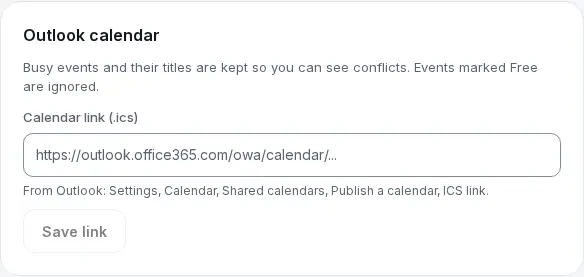 Outlook calendar
Busy events and their titles are kept so you can see conflicts. Events marked Free
are ignored.
Calendar link (.ics)
https://outlook.office365.com/owa/calendar/...
From Outlook: Settings, Calendar, Shared calendars, Publish a calendar, ICS link.
Save link